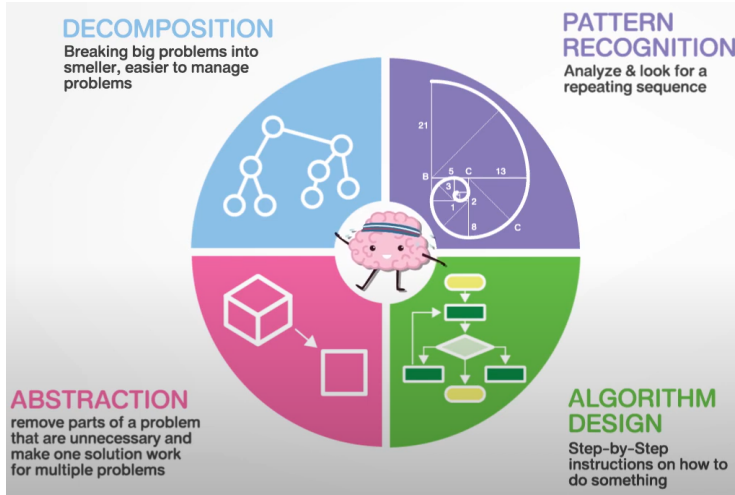 DECOMPOSITION
Breaking big problems into
smeller, easier to manage
problems
PATTERN
RECOGNITION
Analyze & look for a
repeating sequence
21
B
5
C
13
3
1
2
8
C
ABSTRACTION
remove parts of a problem
that are unnecessary and
make one solution work
for multiple problems
ALGORITHM
DESIGN
Step-by-Step
instructions on how to
do something